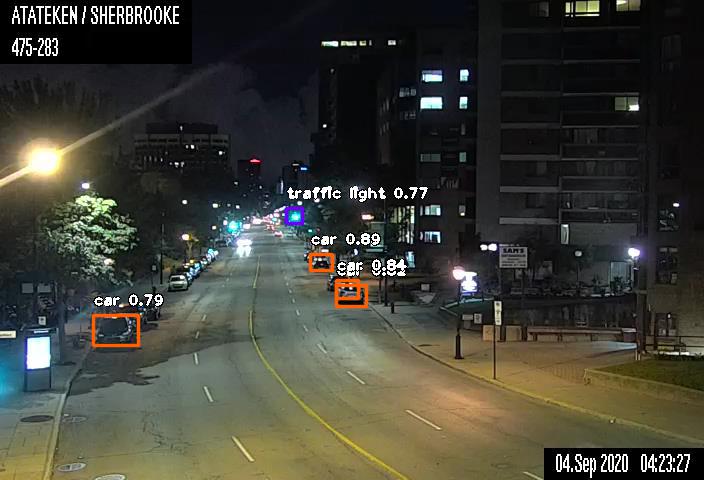 ATATEKEN / SHERBROOKE
475-283
traffic light 0.77
car 0.89
car 0.84
car 0.79
SAM'S
04.Sep 2020 04:23:27